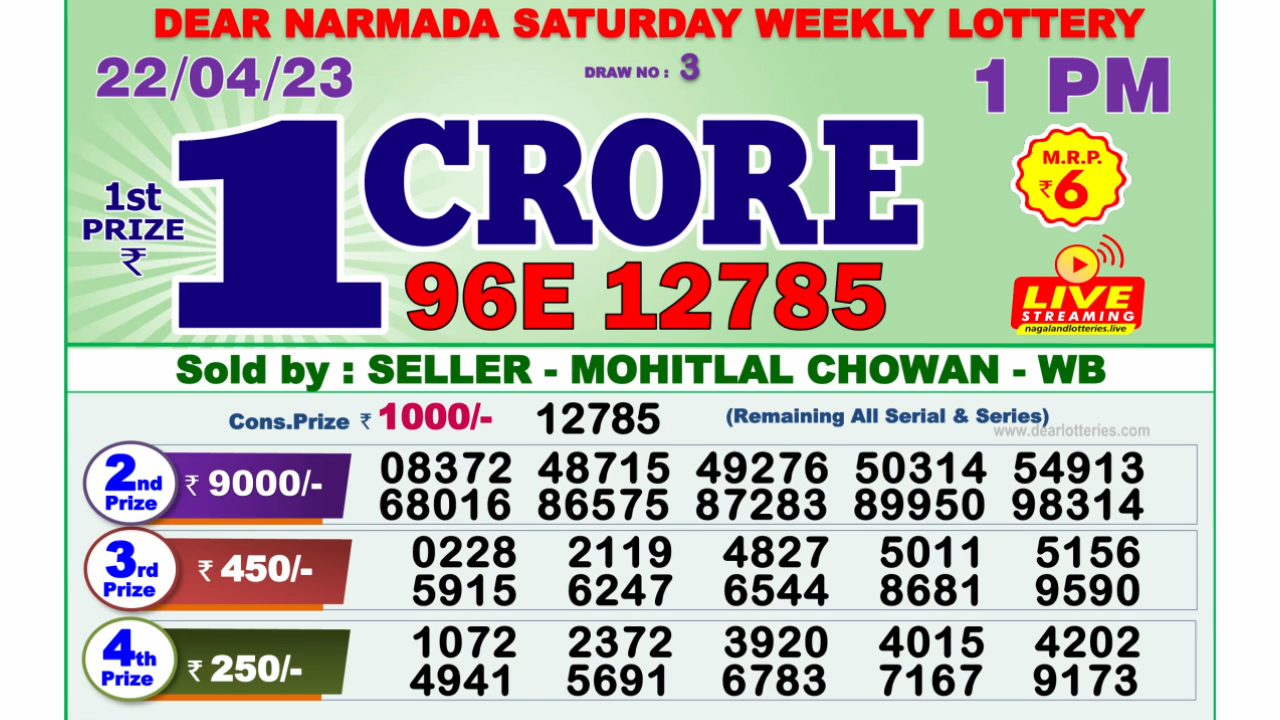 DEAR NARMADA SATURDAY WEEKLY LOTTERY
22/04/23 DRAW NO : 3 1 PM
1st PRIZE ₹ 1 CRORE
M.R.P. ₹6
96E 12785
LIVE
STREAMING
nagalandlotteries.live
Sold by : SELLER - MOHITLAL CHOWAN - WB
Cons.Prize ₹ 1000/- 12785 (Remaining All Serial & Series)
www.dearlotteries.com
2nd Prize ₹ 9000/-
08372 48715 49276 50314 54913
68016 86575 87283 89950 98314
3rd Prize ₹ 450/-
0228 2119 4827 5011 5156
5915 6247 6544 8681 9590
4th Prize ₹ 250/-
1072 2372 3920 4015 4202
4941 5691 6783 7167 9173